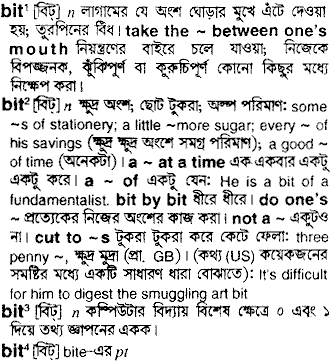 bit¹ [বিট্] n লাগামের যে অংশ ঘোড়ার মুখে এঁটে দেওয়া
হয়; তুরপিনের বিঁধ। take the ~ between one's
mouth নিয়ন্ত্রণের বাইরে চলে যাওয়া; নিজেকে
বিপজ্জনক, ঝুঁকিপূর্ণ বা কুরুচিপূর্ণ কোনো কিছুর মধ্যে
নিক্ষেপ করা।
bit² [বিট্] n ক্ষুদ্র অংশ; ছোট টুকরা; অল্প পরিমাণ: some
~s of stationery; a little ~more sugar; every ~ of
his savings (ক্ষুদ্র ক্ষুদ্র অংশে সমগ্র পরিমাণ); a good ~
of time (অনেকটা)। a ~ at a time এক একবার একটু
একটু করে। a ~ of একটু যেন: He is a bit of a
fundamentalist. bit by bit ধীরে ধীরে। do one's
~ প্রত্যেকের নিজের অংশের কাজ করা। not a ~ একটুও
না। cut to ~s টুকরা টুকরা করে কেটে ফেলা: three
penny ~, ক্ষুদ্র মুদ্রা (প্রা. GB)। (কথ্য (US) কয়েকজনের
সমষ্টির মধ্যে একটি সাধারণ ধারা বোঝাতে): It's difficult
for him to digest the smuggling art bit
bit³ [বিট্] n কম্পিউটার বিদ্যায় বিশেষ ক্ষেত্রে ০ এবং ১
দিয়ে তথ্য জ্ঞাপনের একক।
bit⁴ [বিট্] bite-এর pt